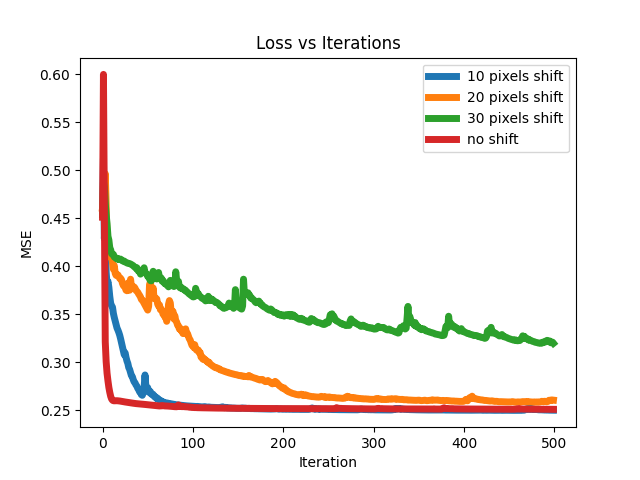 Loss vs Iterations
10 pixels shift
20 pixels shift
30 pixels shift
no shift
MSE
0.60
0.55
0.50
0.45
0.40
0.35
0.30
0.25
0 100 200 300 400 500
Iteration